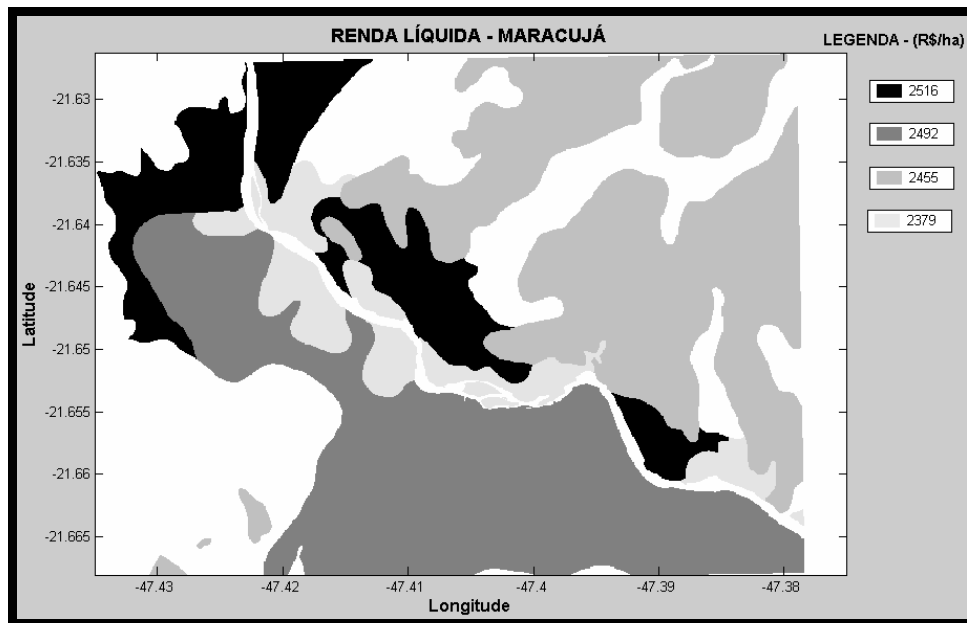 RENDA LÍQUIDA - MARACUJÁ
LEGENDA - (R$/ha)
2516
2492
2455
2379
Latitude
-21.63
-21.635
-21.64
-21.645
-21.65
-21.655
-21.66
-21.665
-47.43 -47.42 -47.41 -47.4 -47.39 -47.38
Longitude